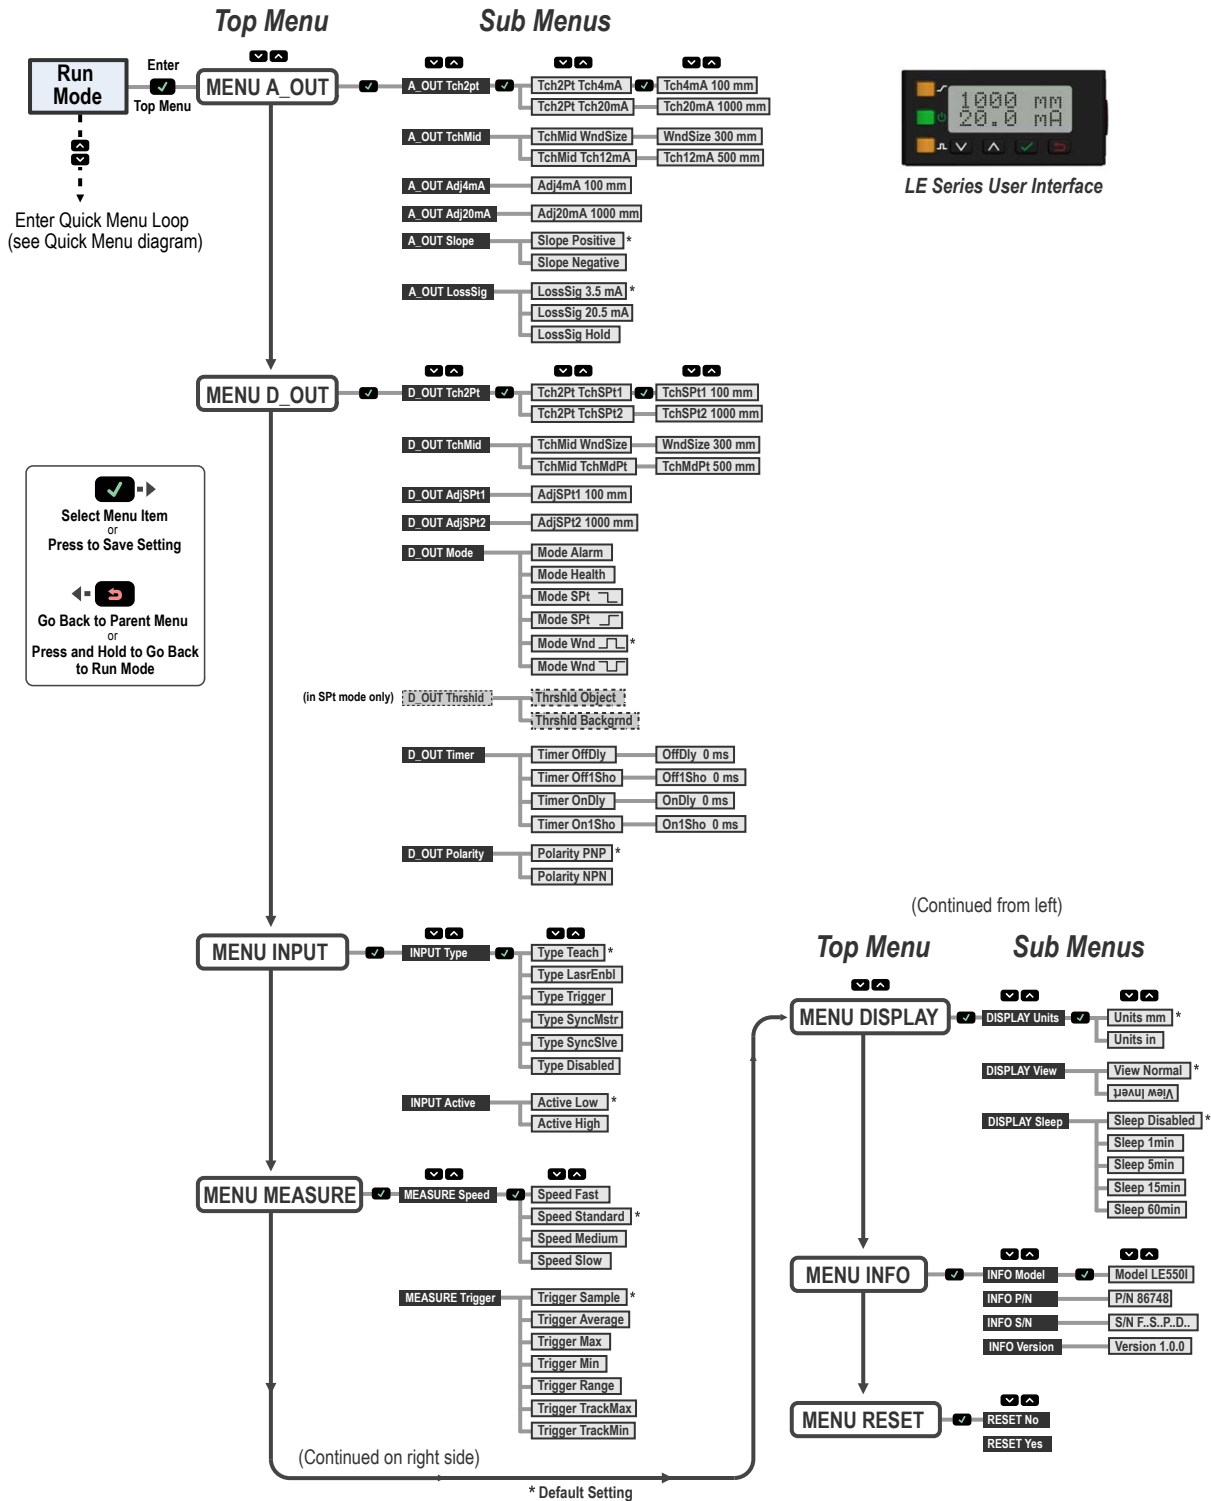 Top Menu
Sub Menus
Run Mode
Enter
Top Menu
MENU A_OUT
A_OUT Tch2pt
Tch2Pt Tch4mA
Tch4mA 100 mm
Tch2Pt Tch20mA
Tch20mA 1000 mm
A_OUT TchMid
TchMid WndSize
WndSize 300 mm
TchMid Tch12mA
Tch12mA 500 mm
A_OUT Adj4mA
Adj4mA 100 mm
A_OUT Adj20mA
Adj20mA 1000 mm
A_OUT Slope
Slope Positive *
Slope Negative
A_OUT LossSig
LossSig 3.5 mA *
LossSig 20.5 mA
LossSig Hold
Enter Quick Menu Loop
(see Quick Menu diagram)
1000 mm
20.0 mA
LE Series User Interface
MENU D_OUT
D_OUT Tch2Pt
Tch2Pt TchSPt1
TchSPt1 100 mm
Tch2Pt TchSPt2
TchSPt2 1000 mm
D_OUT TchMid
TchMid WndSize
WndSize 300 mm
TchMid TchMdPt
TchMdPt 500 mm
D_OUT AdjSPt1
AdjSPt1 100 mm
D_OUT AdjSPt2
AdjSPt2 1000 mm
D_OUT Mode
Mode Alarm
Mode Health
Mode SPt
Mode SPt
Mode Wnd *
Mode Wnd
(in SPt mode only)
D_OUT Thrshld
Thrshld Object
Thrshld Backgrnd
D_OUT Timer
Timer OffDly
OffDly 0 ms
Timer Off1Sho
Off1Sho 0 ms
Timer OnDly
OnDly 0 ms
Timer On1Sho
On1Sho 0 ms
D_OUT Polarity
Polarity PNP *
Polarity NPN
Select Menu Item
or
Press to Save Setting
Go Back to Parent Menu
or
Press and Hold to Go Back
to Run Mode
MENU INPUT
INPUT Type
Type Teach *
Type LasrEnbl
Type Trigger
Type SyncMstr
Type SyncSlve
Type Disabled
INPUT Active
Active Low *
Active High
MENU MEASURE
MEASURE Speed
Speed Fast
Speed Standard *
Speed Medium
Speed Slow
MEASURE Trigger
Trigger Sample *
Trigger Average
Trigger Max
Trigger Min
Trigger Range
Trigger TrackMax
Trigger TrackMin
(Continued on right side)
* Default Setting
(Continued from left)
Top Menu
Sub Menus
MENU DISPLAY
DISPLAY Units
Units mm *
Units in
DISPLAY View
View Normal *
View Invert
DISPLAY Sleep
Sleep Disabled *
Sleep 1min
Sleep 5min
Sleep 15min
Sleep 60min
MENU INFO
INFO Model
Model LE550I
INFO P/N
P/N 86748
INFO S/N
S/N F..S..P..D..
INFO Version
Version 1.0.0
MENU RESET
RESET No
RESET Yes